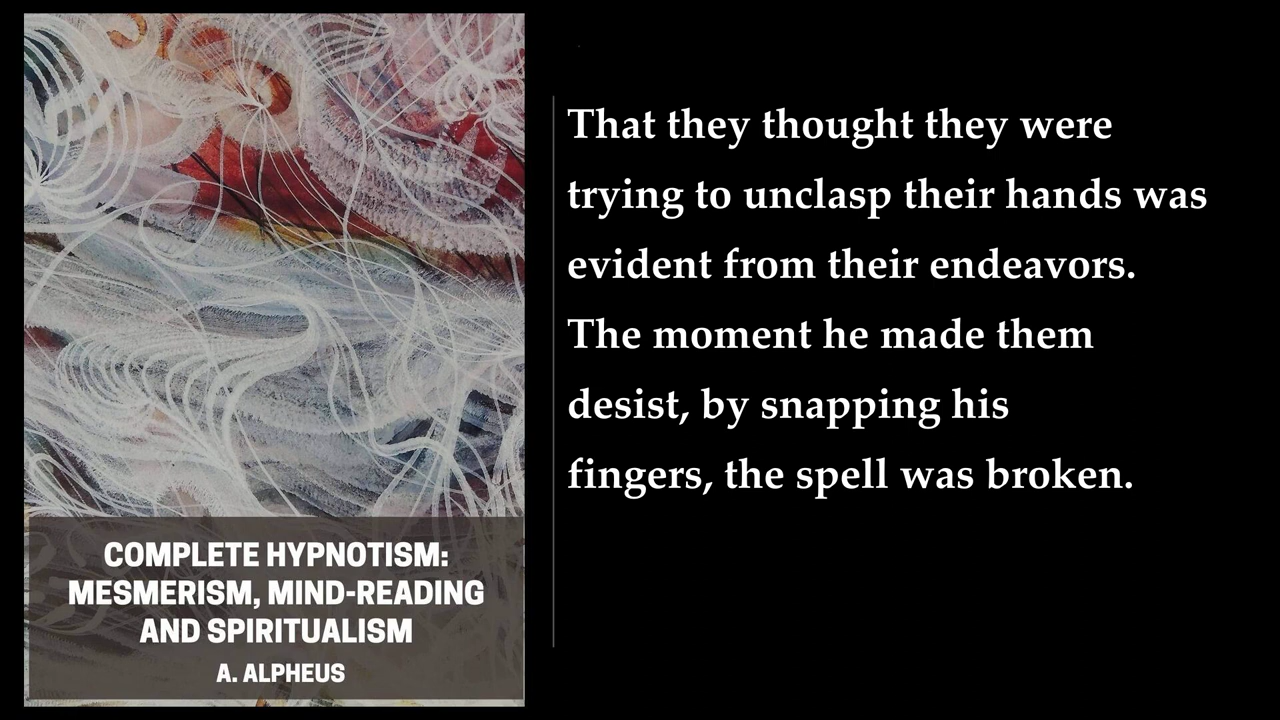 That they thought they were
trying to unclasp their hands was
evident from their endeavors.
The moment he made them
desist, by snapping his
fingers, the spell was broken.
COMPLETE HYPNOTISM:
MESMERISM, MIND-READING
AND SPIRITUALISM
A. ALPHEUS